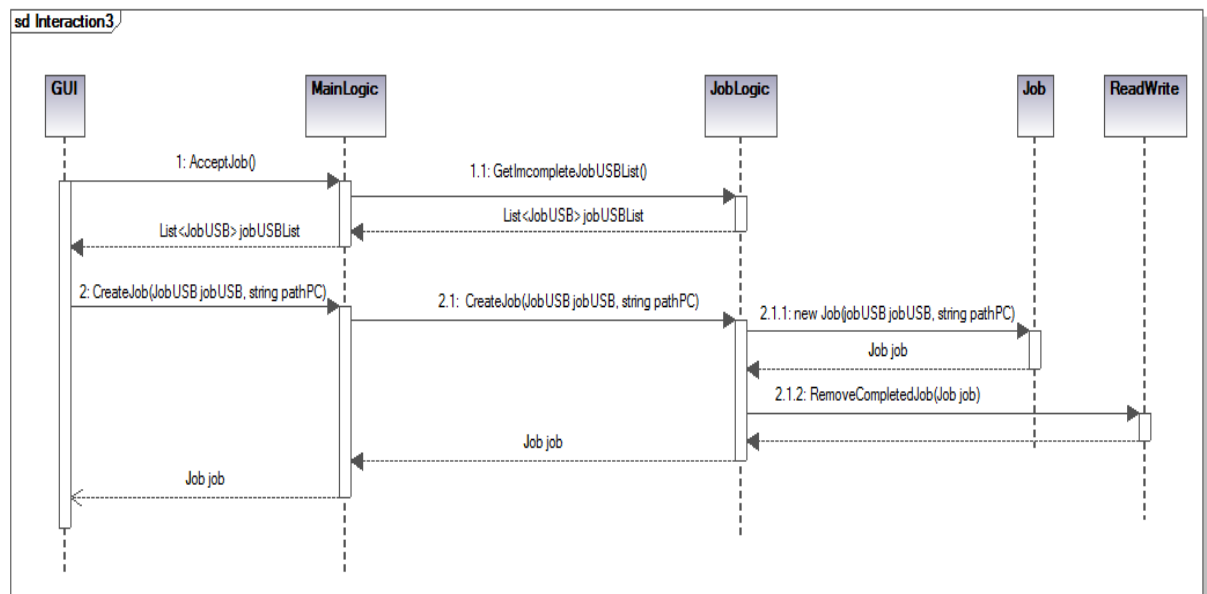 sd Interaction3
GUI
MainLogic
JobLogic
Job
ReadWrite
1: AcceptJob()
1.1: GetImcompleteJobUSBList()
List<JobUSB> jobUSBList
List<JobUSB> jobUSBList
2: CreateJob(JobUSB jobUSB, string pathPC)
2.1: CreateJob(JobUSB jobUSB, string pathPC)
2.1.1: new Job(jobUSB jobUSB, string pathPC)
Job job
2.1.2: RemoveCompletedJob(Job job)
Job job
Job job